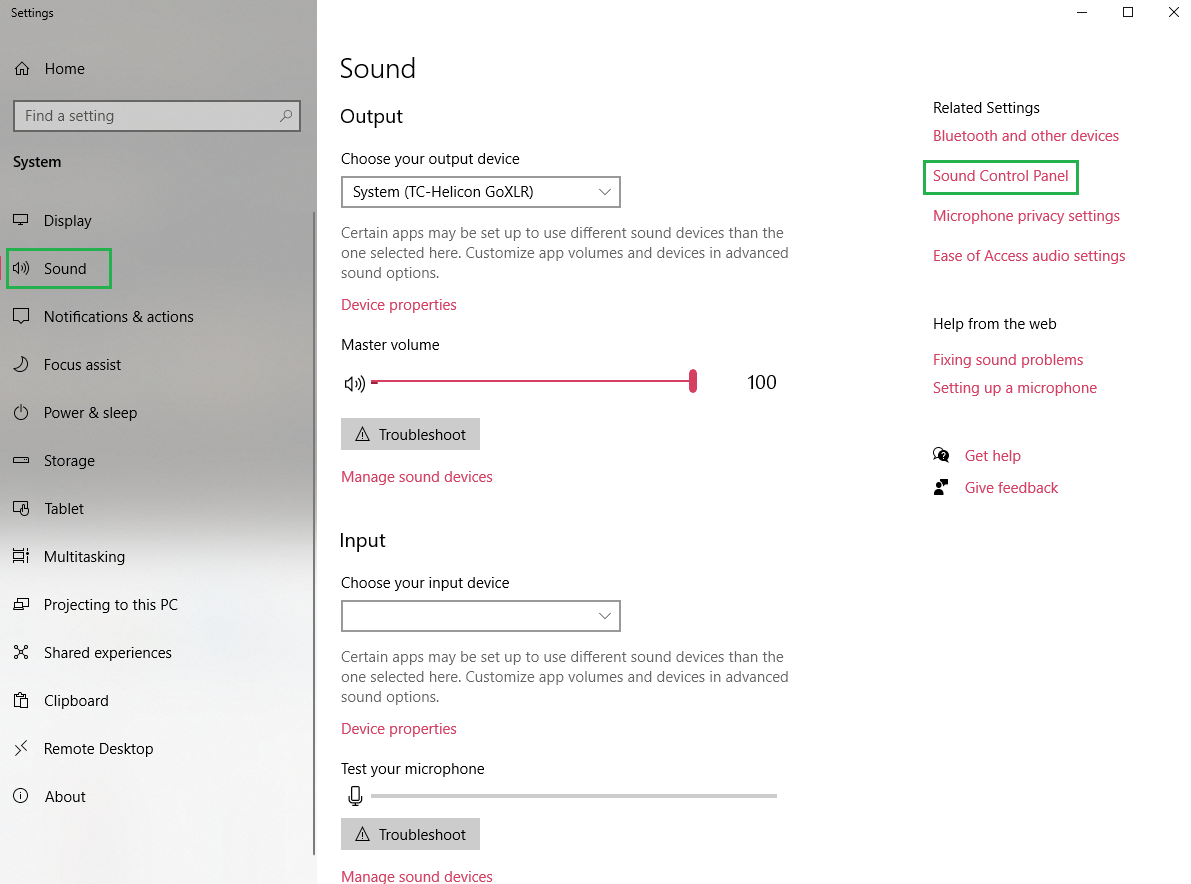 Settings
Home
Find a setting
System
Display
Sound
Notifications & actions
Focus assist
Power & sleep
Storage
Tablet
Multitasking
Projecting to this PC
Shared experiences
Clipboard
Remote Desktop
About
Sound
Output
Choose your output device
System (TC-Helicon GoXLR)
Certain apps may be set up to use different sound devices than the
one selected here. Customize app volumes and devices in advanced
sound options.
Device properties
Master volume
100
Troubleshoot
Manage sound devices
Input
Choose your input device
Certain apps may be set up to use different sound devices than the
one selected here. Customize app volumes and devices in advanced
sound options.
Device properties
Test your microphone
Troubleshoot
Manage sound devices
Related Settings
Bluetooth and other devices
Sound Control Panel
Microphone privacy settings
Ease of Access audio settings
Help from the web
Fixing sound problems
Setting up a microphone
Get help
Give feedback